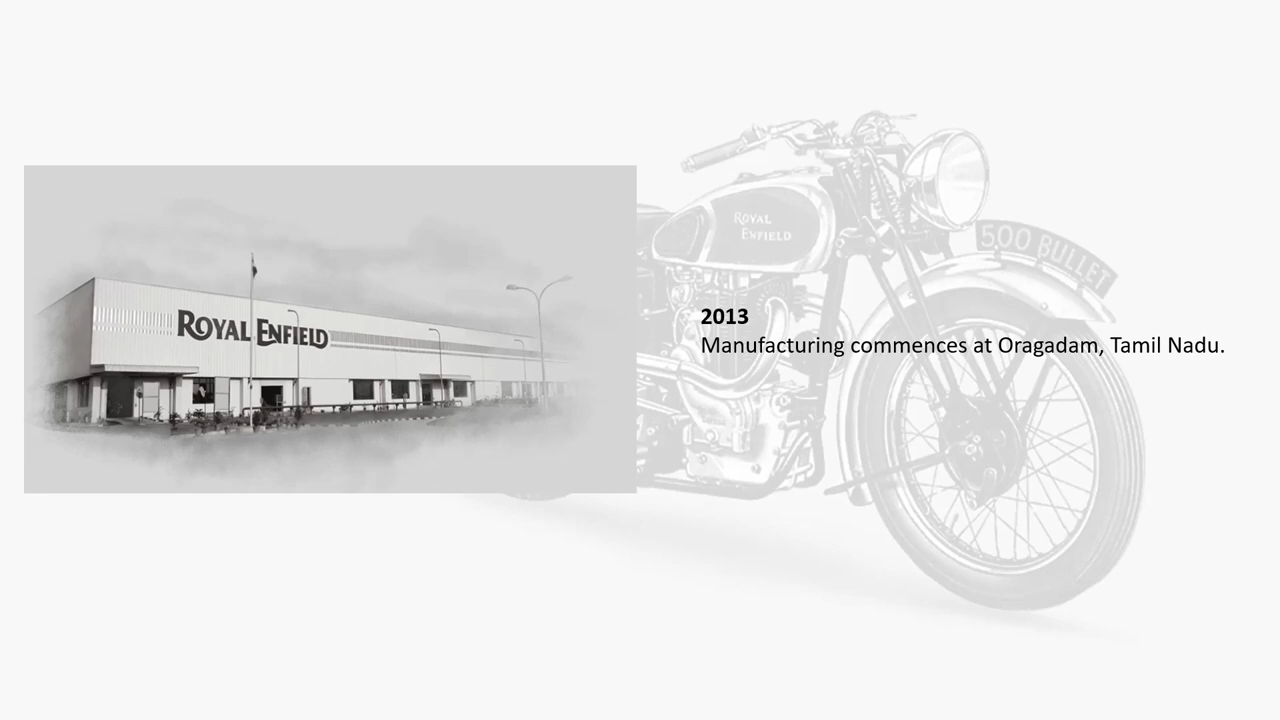 ROYAL ENFIELD
ROYAL
ENFIELD
500 BULLET
2013
Manufacturing commences at Oragadam, Tamil Nadu.